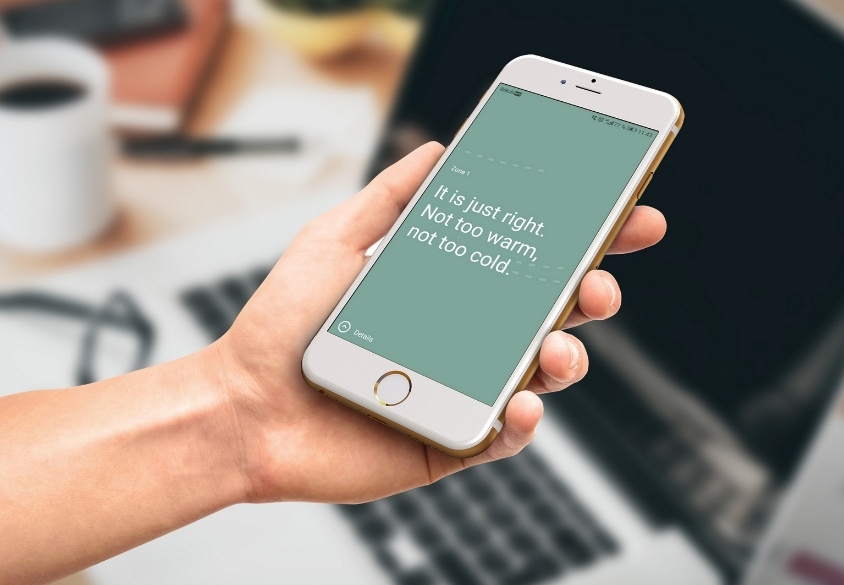 Zone 1
It is just right.
Not too warm,
not too cold.
Details